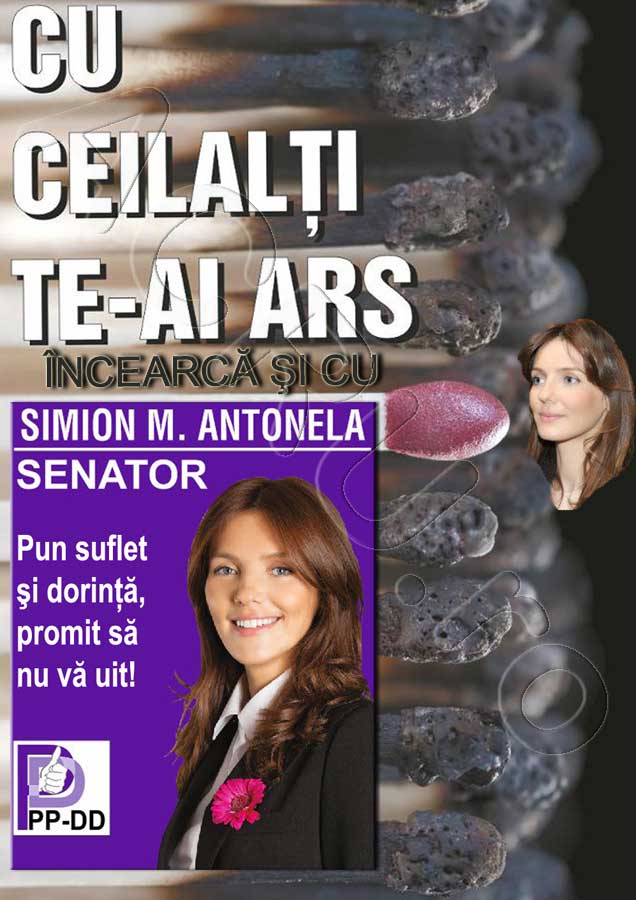 CU
CEILALȚI
TE-AI ARS
ÎNCEARCĂ ŞI CU
SIMION M. ANTONELA
SENATOR
Pun suflet
şi dorință,
promit să
nu vă uit!
PP-DD